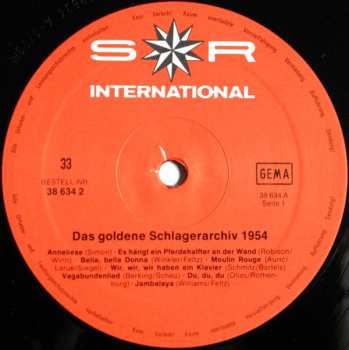 S R
INTERNATIONAL
33
BESTELL-NR.
38 634 2
GEMA
38 634 A
Seite 1
Das goldene Schlagerarchiv 1954
Anneliese (Simon) · Es hängt ein Pferdehalfter an der Wand (Robison/
Wirth) · Bella, bella Donna (Winkler/Feltz) · Moulin Rouge (Auric/
Larue/Siegel) · Wir, wir, wir haben ein Klavier (Schmitz/Bartels)
Vagabundenlied (Berking/Scheu) · Du, du, du (Olias/Rothen-
burg) · Jambalaya (Williams/Feltz)